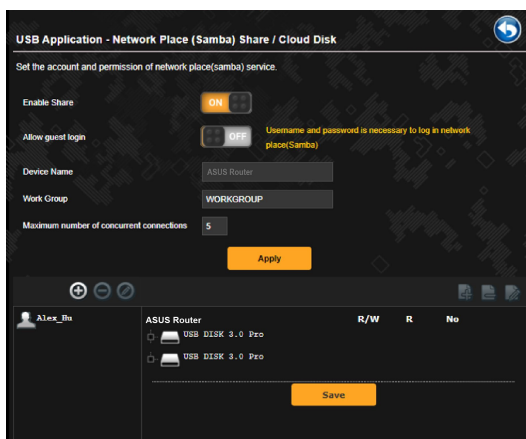 USB Application - Network Place (Samba) Share / Cloud Disk
Set the account and permission of network place(samba) service.
Enable Share
ON
Allow guest login
OFF
Username and password is necessary to log in network
place(Samba)
Device Name
ASUS Router
Work Group
WORKGROUP
Maximum number of concurrent connections
5
Apply
Alex_Hu
ASUS Router
R/W
R
No
USB DISK 3.0 Pro
USB DISK 3.0 Pro
Save